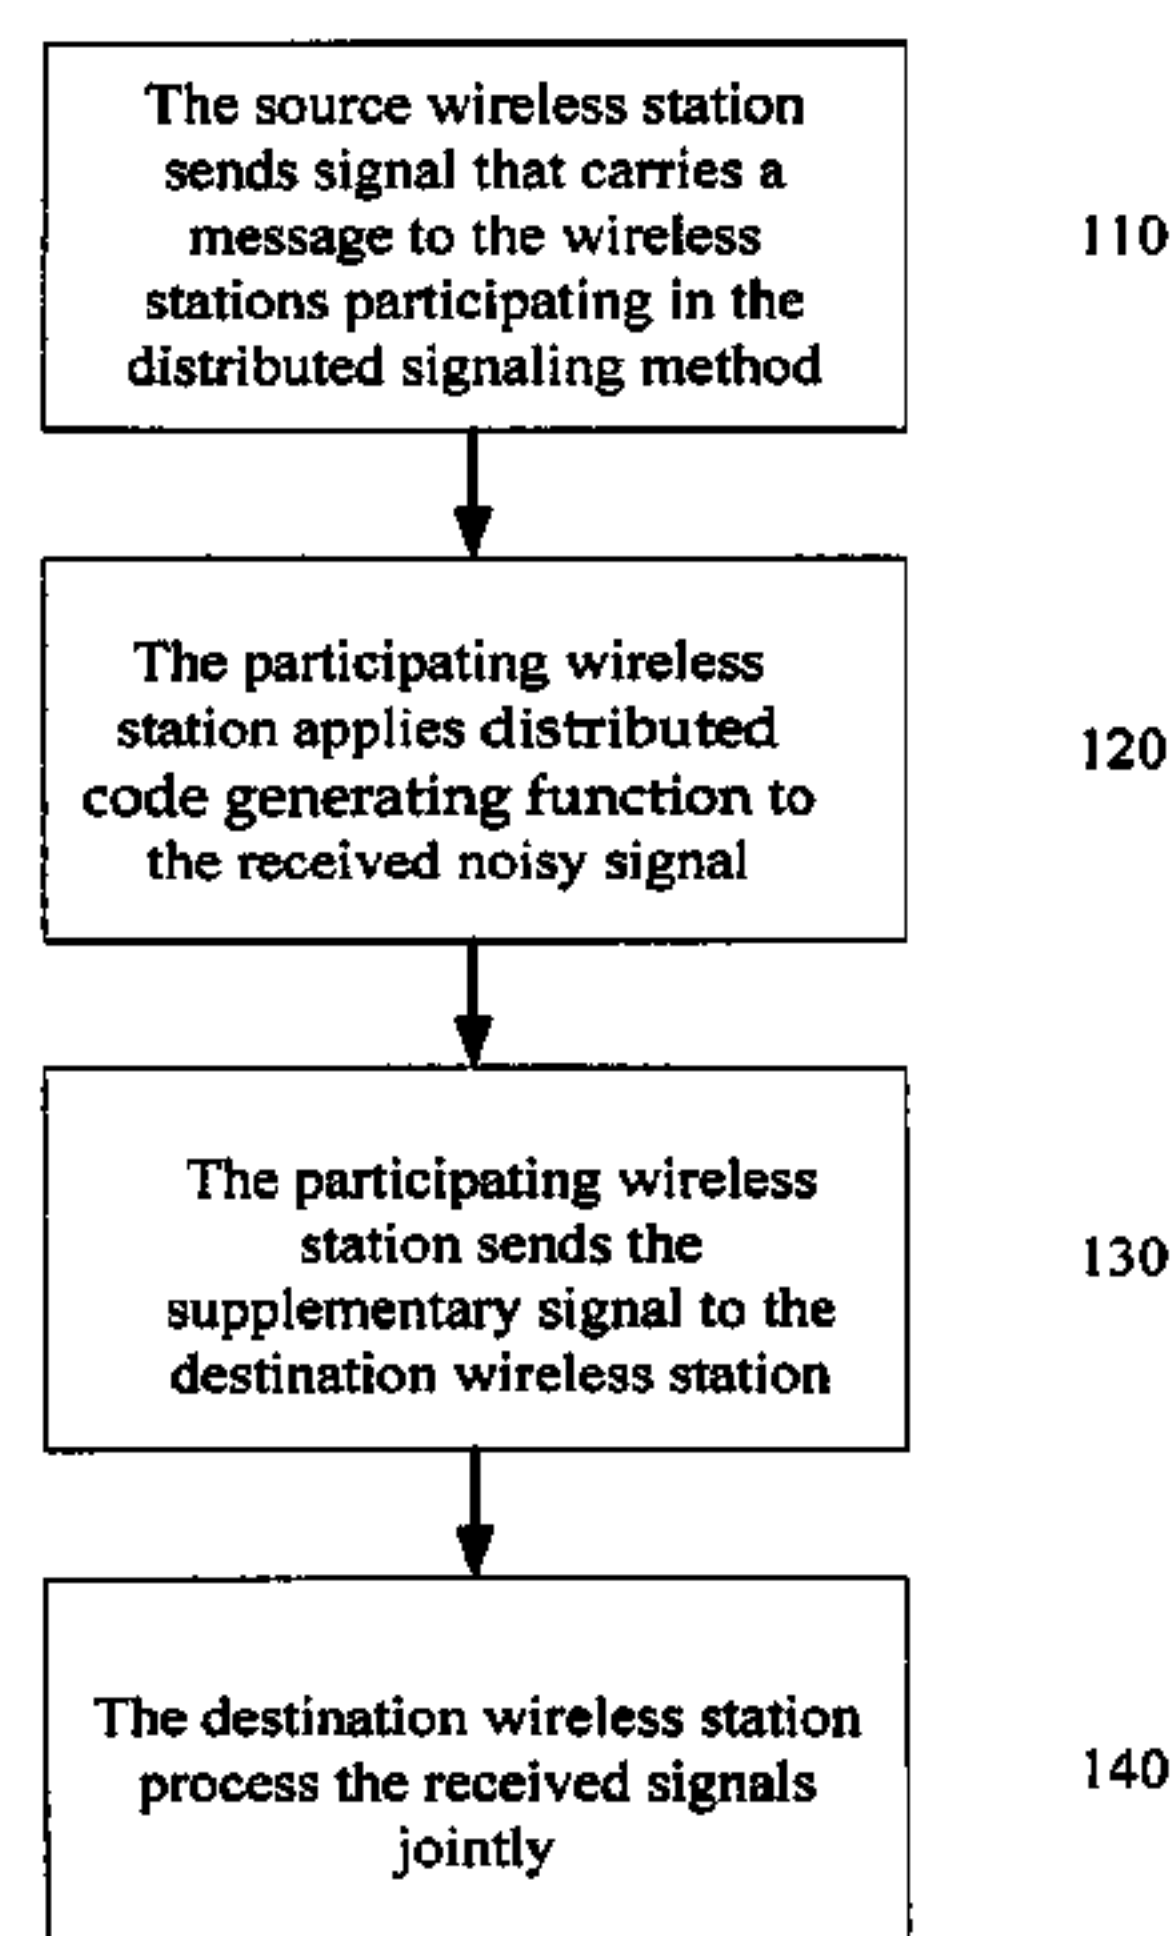 The source wireless station
sends signal that carries a
message to the wireless
stations participating in the
distributed signaling method
110
The participating wireless
station applies distributed
code generating function to
the received noisy signal
120
The participating wireless
station sends the
supplementary signal to the
destination wireless station
130
The destination wireless station
process the received signals
jointly
140